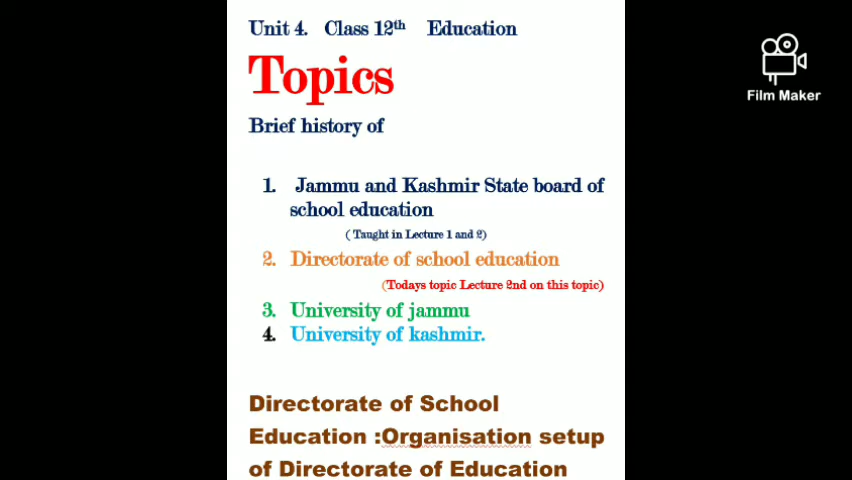 Unit 4. Class 12th Education
Topics
Brief history of
1. Jammu and Kashmir State board of
school education
( Taught in Lecture 1 and 2)
2. Directorate of school education
(Todays topic Lecture 2nd on this topic)
3. University of jammu
4. University of kashmir.
Directorate of School
Education :Organisation setup
of Directorate of Education
Film Maker